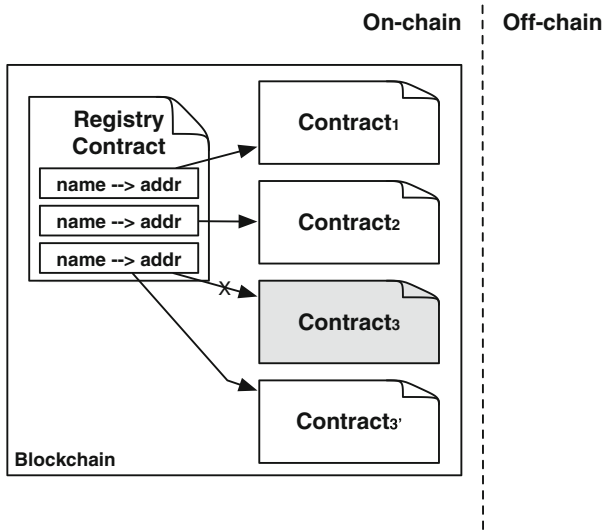 On-chain
Off-chain
Registry
Contract
name --> addr
name --> addr
name --> addr
Contract1
Contract2
X
Contract3
Contract3'
Blockchain